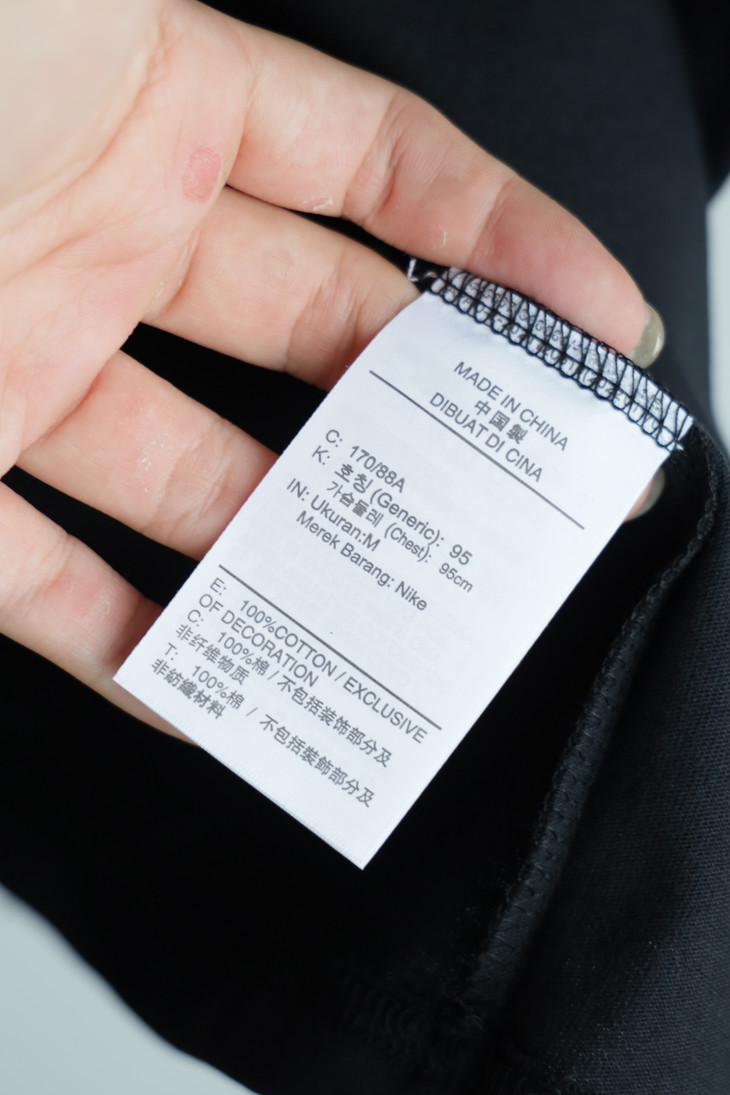 MADE IN CHINA
中国製
DIBUAT DI CINA
C: 170/88A
K: 호칭 (Generic): 95
가슴둘레 (Chest): 95cm
IN: Ukuran:M
Merek Barang: Nike
E: 100%COTTON / EXCLUSIVE
OF DECORATION
C: 100%棉 / 不包括装饰部分及
非纤维物质
T: 100%棉 / 不包括裝飾部分及
非紡織材料